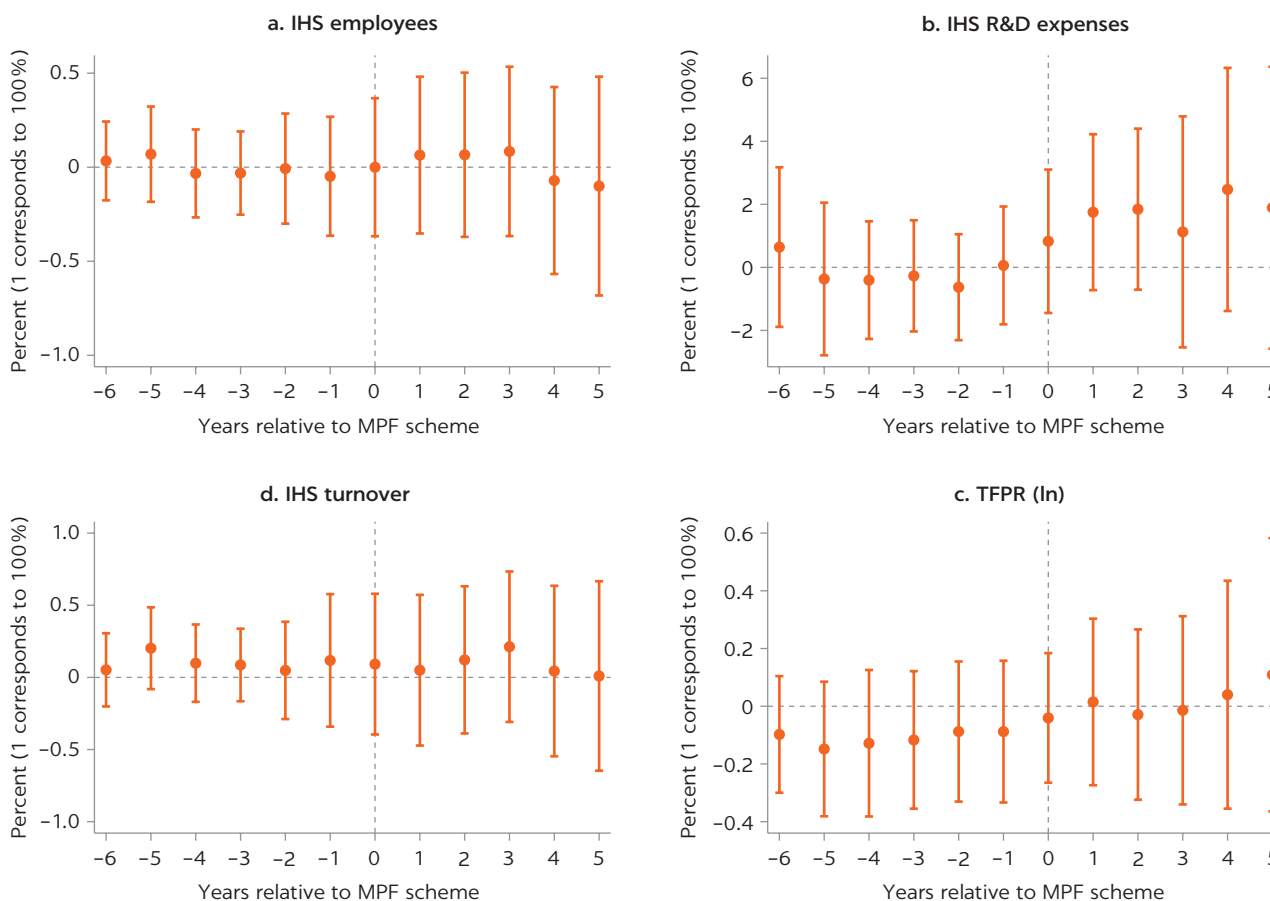 a. IHS employees
Percent (1 corresponds to 100%)
0.5
0
−0.5
−1.0
−6 −5 −4 −3 −2 −1 0 1 2 3 4 5
Years relative to MPF scheme
b. IHS R&D expenses
Percent (1 corresponds to 100%)
6
4
2
0
−2
−6 −5 −4 −3 −2 −1 0 1 2 3 4 5
Years relative to MPF scheme
d. IHS turnover
Percent (1 corresponds to 100%)
1.0
0.5
0
−0.5
−1.0
−6 −5 −4 −3 −2 −1 0 1 2 3 4 5
Years relative to MPF scheme
c. TFPR (ln)
Percent (1 corresponds to 100%)
0.6
0.4
0.2
0
−0.2
−0.4
−6 −5 −4 −3 −2 −1 0 1 2 3 4 5
Years relative to MPF scheme